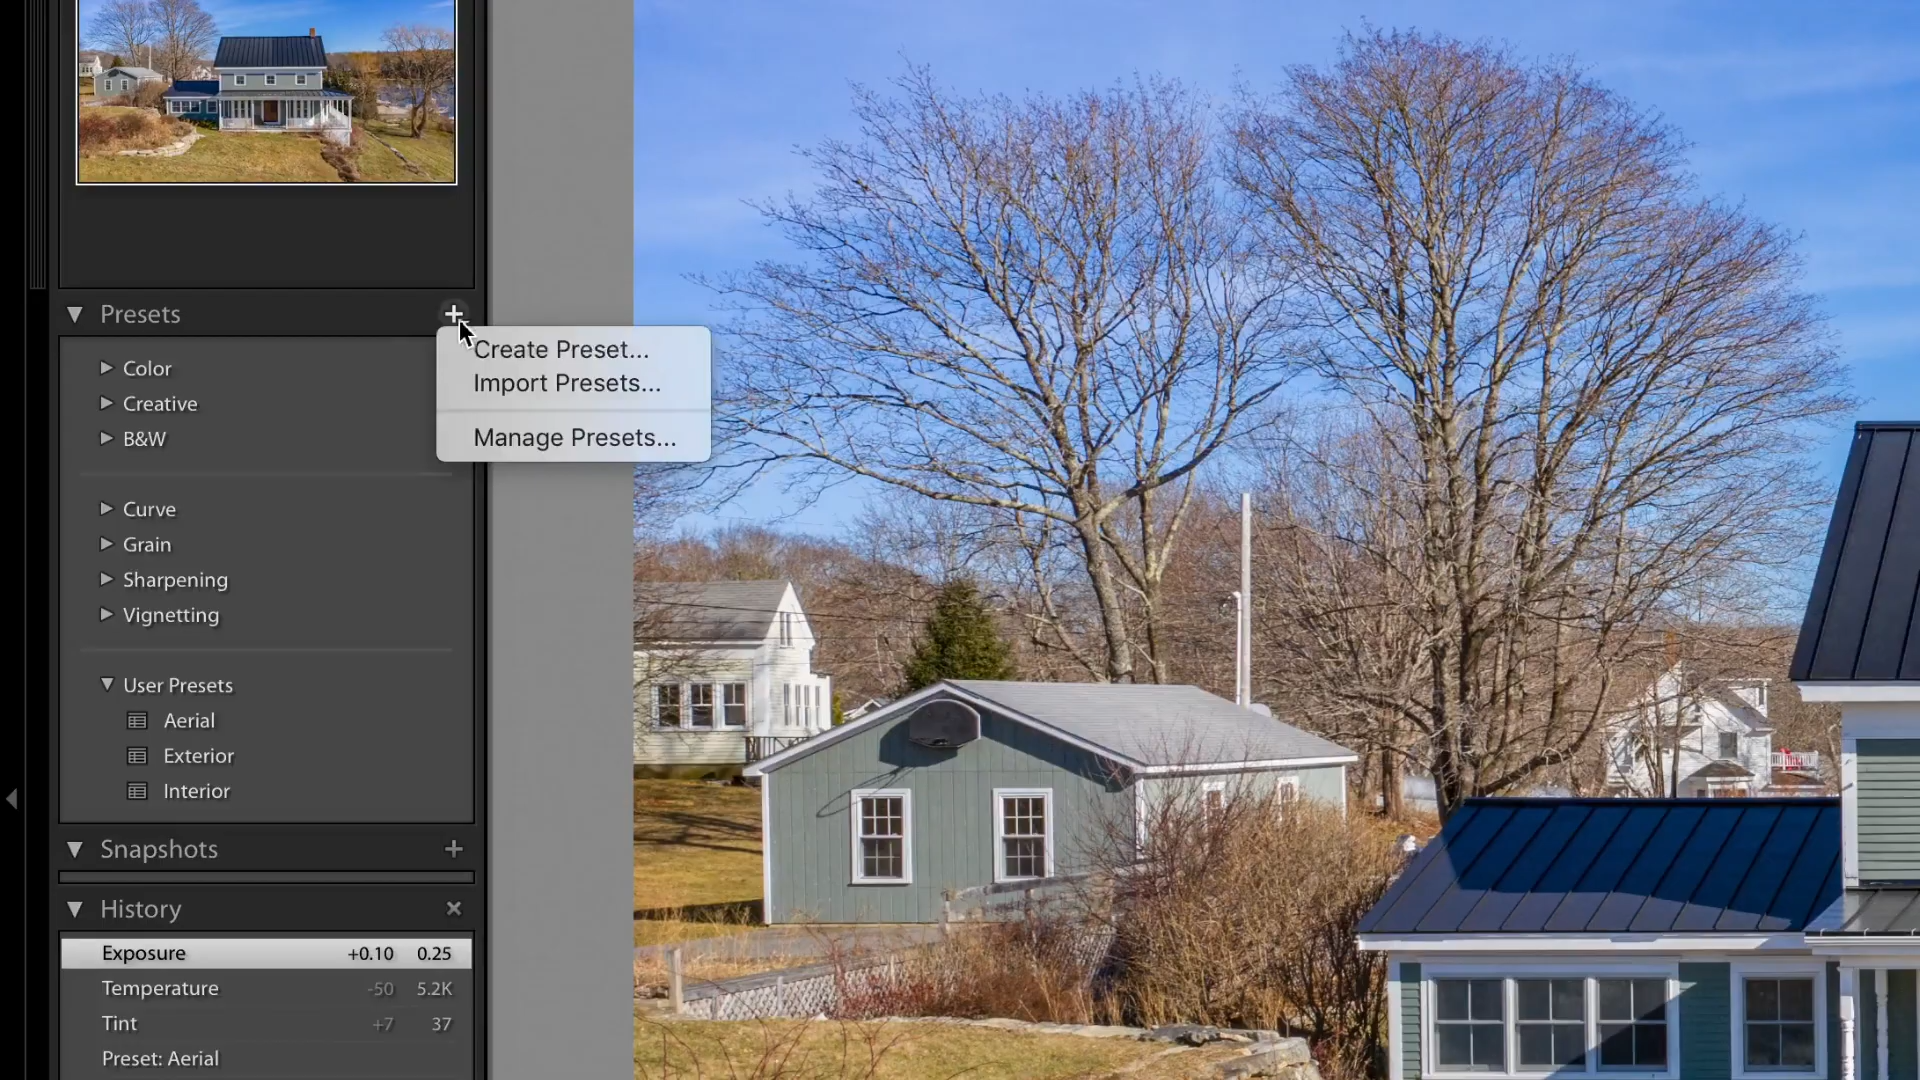 Presets
Create Preset...
Import Presets...
Manage Presets...
Color
Creative
B&W
Curve
Grain
Sharpening
Vignetting
User Presets
Aerial
Exterior
Interior
Snapshots
History
Exposure +0.10 0.25
Temperature -50 5.2K
Tint +7 37
Preset: Aerial